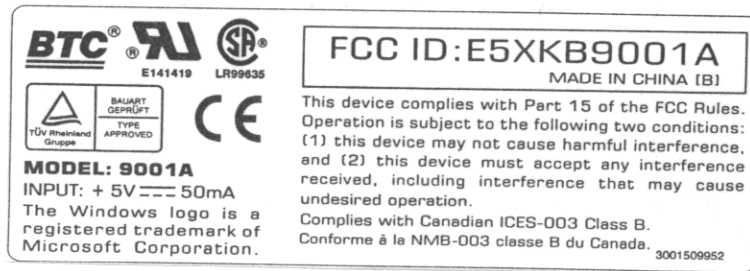 BTC®
®
E141419
®
LR99635
BAUART
GEPRÜFT
TÜV Rheinland
Gruppe
TYPE
APPROVED
CE
MODEL: 9001A
INPUT: + 5V 50mA
The Windows logo is a
registered trademark of
Microsoft Corporation.
FCC ID:E5XKB9001A
MADE IN CHINA (B)
This device complies with Part 15 of the FCC Rules.
Operation is subject to the following two conditions:
(1) this device may not cause harmful interference,
and (2) this device must accept any interference
received, including interference that may cause
undesired operation.
Complies with Canadian ICES-003 Class B.
Conforme à la NMB-003 classe B du Canada.
3001509952